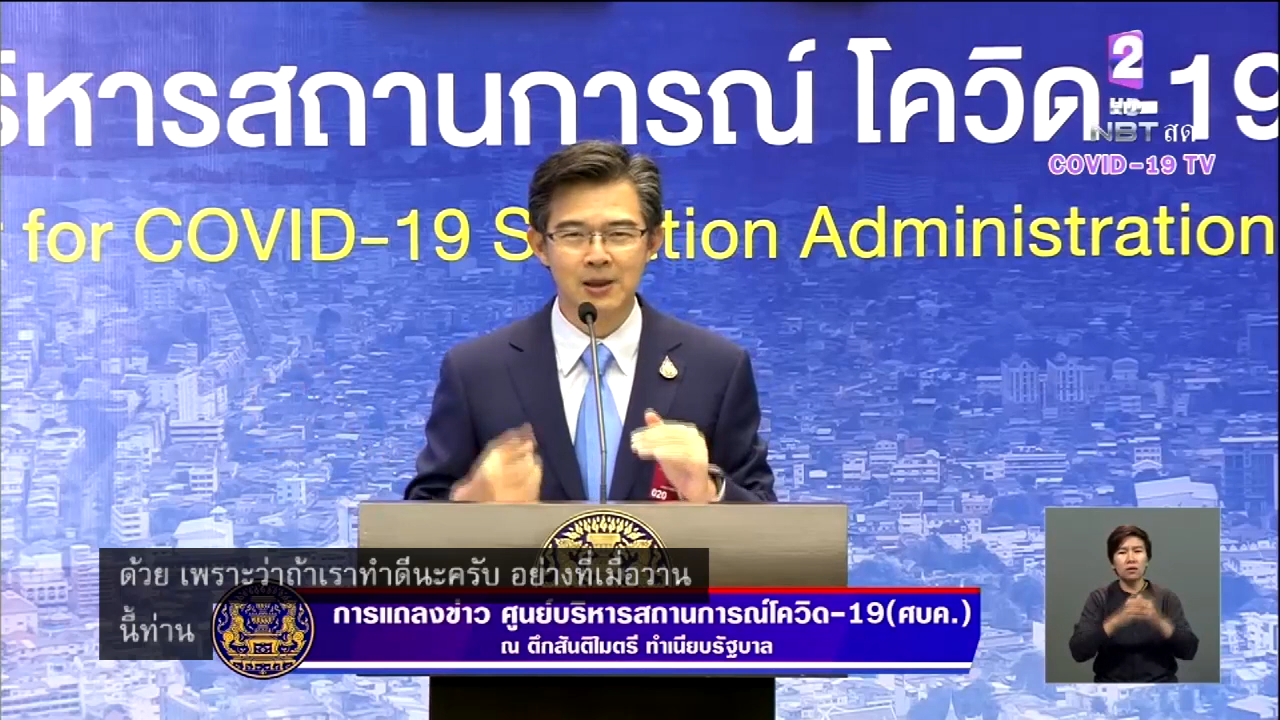 ริหารสถานการณ์ โควิด-19
for COVID-19 S
tion Administration
2
HD
NBT สด
COVID-19 TV
020
ด้วย เพราะว่าถ้าเราทำดีนะครับ อย่างที่เมื่อวาน
นี้ท่าน
การแถลงข่าว ศูนย์บริหารสถานการณ์โควิด-19(ศบค.)
ณ ตึกสันติไมตรี ทำเนียบรัฐบาล